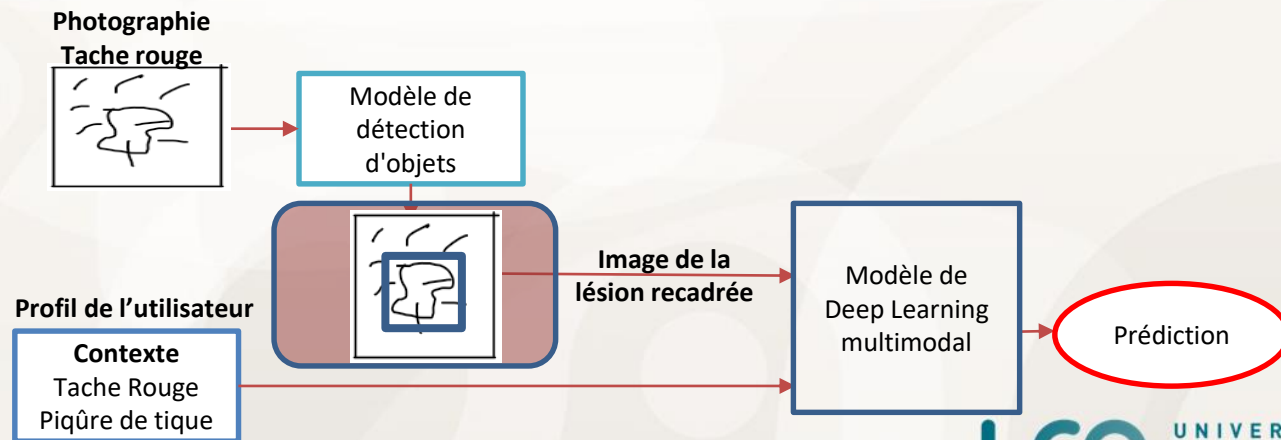 Photographie
Tache rouge
Modèle de
détection
d'objets
Image de la
lésion recadrée
Profil de l'utilisateur
Contexte
Tache Rouge
Piqûre de tique
Modèle de
Deep Learning
multimodal
Prédiction